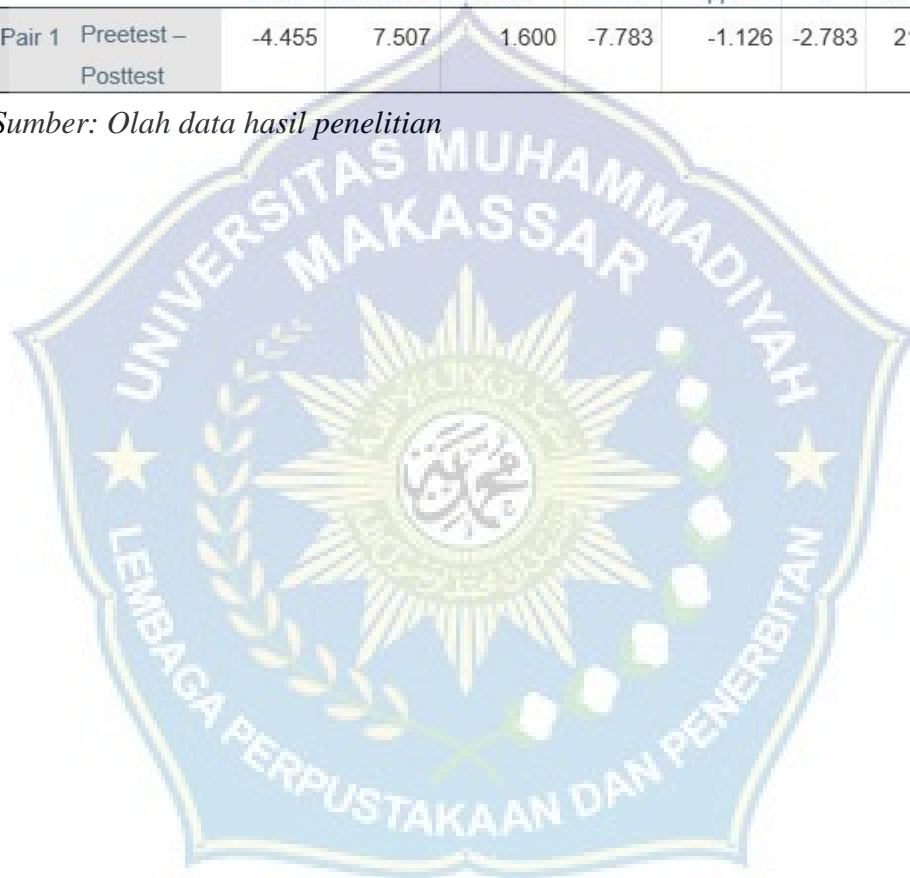 Pair 1 Preetest – -4.455 7.507 1.600 -7.783 -1.126 -2.783
Posttest
Sumber: Olah data hasil penelitian
UNIVERSITAS MUHAMMADIYAH
MAKASSAR
LEMBAGA PERPUSTAKAAN DAN PENERBITAN